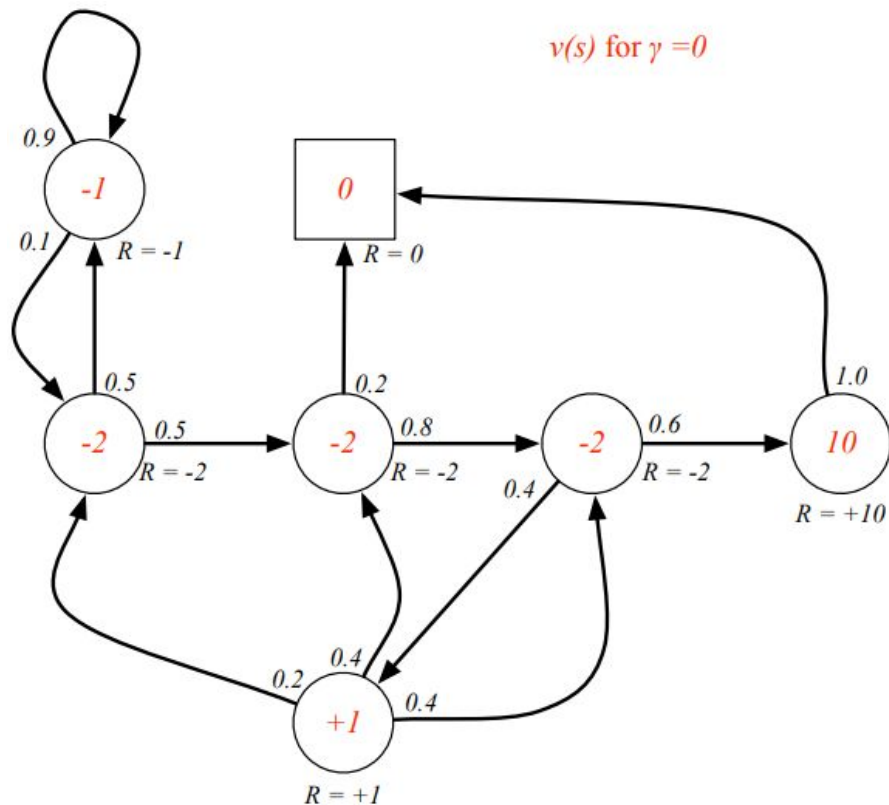 v(s) for γ =0
0.9
-1
0
0.1
R = -1
R = 0
0.5
0.2
1.0
-2
0.5
-2
0.8
-2
0.6
10
R = -2
R = -2
0.4
R = -2
R = +10
0.2
0.4
0.4
+1
R = +1